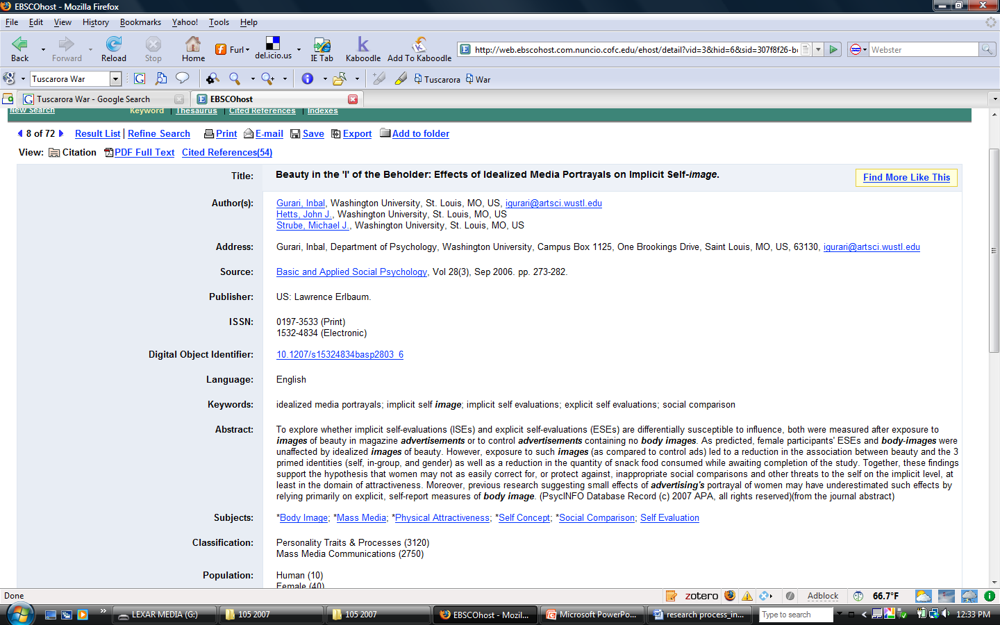 EBSCOhost - Mozilla Firefox
File Edit View History Bookmarks Yahoo! Tools Help
Back Forward Reload Stop Home Furl del.icio.us IE Tab Kaboodle Add To Kaboodle http://web.ebscohost.com.nuncio.cofc.edu/ehost/detail?vid=3&hid=6&sid=307f8f26-b Webster
Tuscarora War Tuscarora War
Tuscarora War - Google Search EBSCOhost
New Search Keyword | Thesaurus | Cited References | Indexes
8 of 72 Result List | Refine Search Print E-mail Save Export Add to folder
View: Citation PDF Full Text Cited References(54)
Title: Beauty in the 'I' of the Beholder: Effects of Idealized Media Portrayals on Implicit Self-image. Find More Like This
Author(s): Gurari, Inbal, Washington University, St. Louis, MO, US, igurari@artsci.wustl.edu
Hetts, John J., Washington University, St. Louis, MO, US
Strube, Michael J., Washington University, St. Louis, MO, US
Address: Gurari, Inbal, Department of Psychology, Washington University, Campus Box 1125, One Brookings Drive, Saint Louis, MO, US, 63130, igurari@artsci.wustl.edu
Source: Basic and Applied Social Psychology, Vol 28(3), Sep 2006. pp. 273-282.
Publisher: US: Lawrence Erlbaum.
ISSN: 0197-3533 (Print)
1532-4834 (Electronic)
Digital Object Identifier: 10.1207/s15324834basp2803_6
Language: English
Keywords: idealized media portrayals; implicit self image; implicit self evaluations; explicit self evaluations; social comparison
Abstract: To explore whether implicit self-evaluations (ISEs) and explicit self-evaluations (ESEs) are differentially susceptible to influence, both were measured after exposure to
images of beauty in magazine advertisements or to control advertisements containing no body images. As predicted, female participants' ESEs and body-images were
unaffected by idealized images of beauty. However, exposure to such images (as compared to control ads) led to a reduction in the association between beauty and the 3
primed identities (self, in-group, and gender) as well as a reduction in the quantity of snack food consumed while awaiting completion of the study. Together, these findings
support the hypothesis that women may not as easily correct for, or protect against, inappropriate social comparisons and other threats to the self on the implicit level, at
least in the domain of attractiveness. Moreover, previous research suggesting small effects of advertising's portrayal of women may have underestimated such effects by
relying primarily on explicit, self-report measures of body image. (PsycINFO Database Record (c) 2007 APA, all rights reserved)(from the journal abstract)
Subjects: *Body Image; *Mass Media; *Physical Attractiveness; *Self Concept; *Social Comparison; Self Evaluation
Classification: Personality Traits & Processes (3120)
Mass Media Communications (2750)
Population: Human (10)
Female (40)
Done zotero Adblock 66.7°F
LEXAR MEDIA (G:) 105 2007 105 2007 EBSCOhost - Mozil... Microsoft PowerPo... research process_in... Type to search 12:33 PM